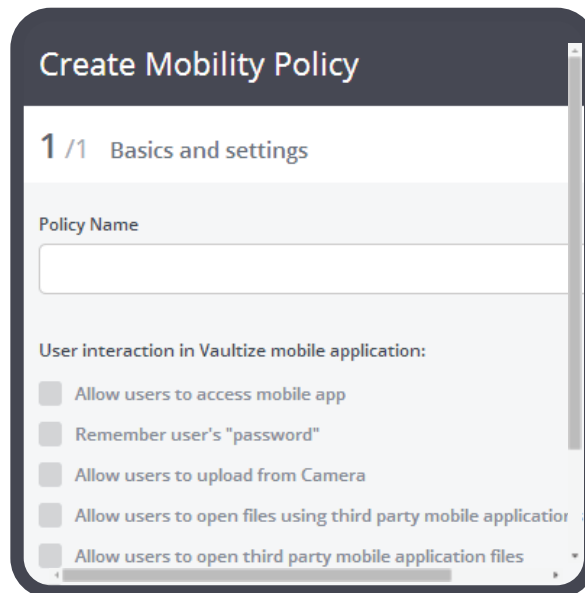 Create Mobility Policy
1 /1 Basics and settings
Policy Name
User interaction in Vaultize mobile application:
Allow users to access mobile app
Remember user's "password"
Allow users to upload from Camera
Allow users to open files using third party mobile application
Allow users to open third party mobile application files